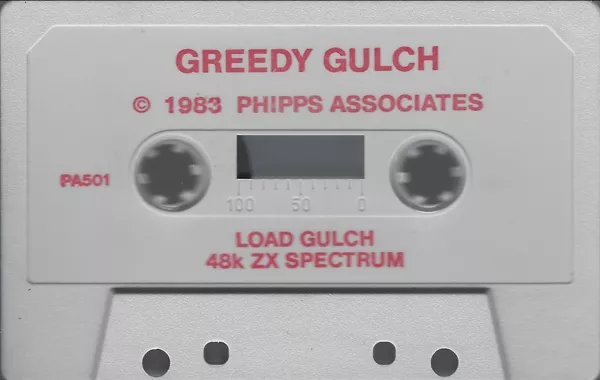 GREEDY GULCH
© 1983 PHIPPS ASSOCIATES
PA501
100 50 0
LOAD GULCH
48k ZX SPECTRUM